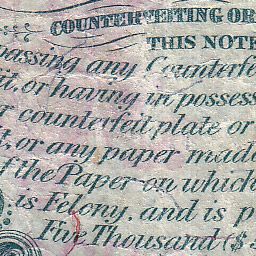 COUNTERFEITING OR
THIS NOTE
passing any Counterfe
it, or having in possess
or counterfeit plate or
t, or any paper made
of the Paper on which
is Felony, and is p
Five Thousand ($